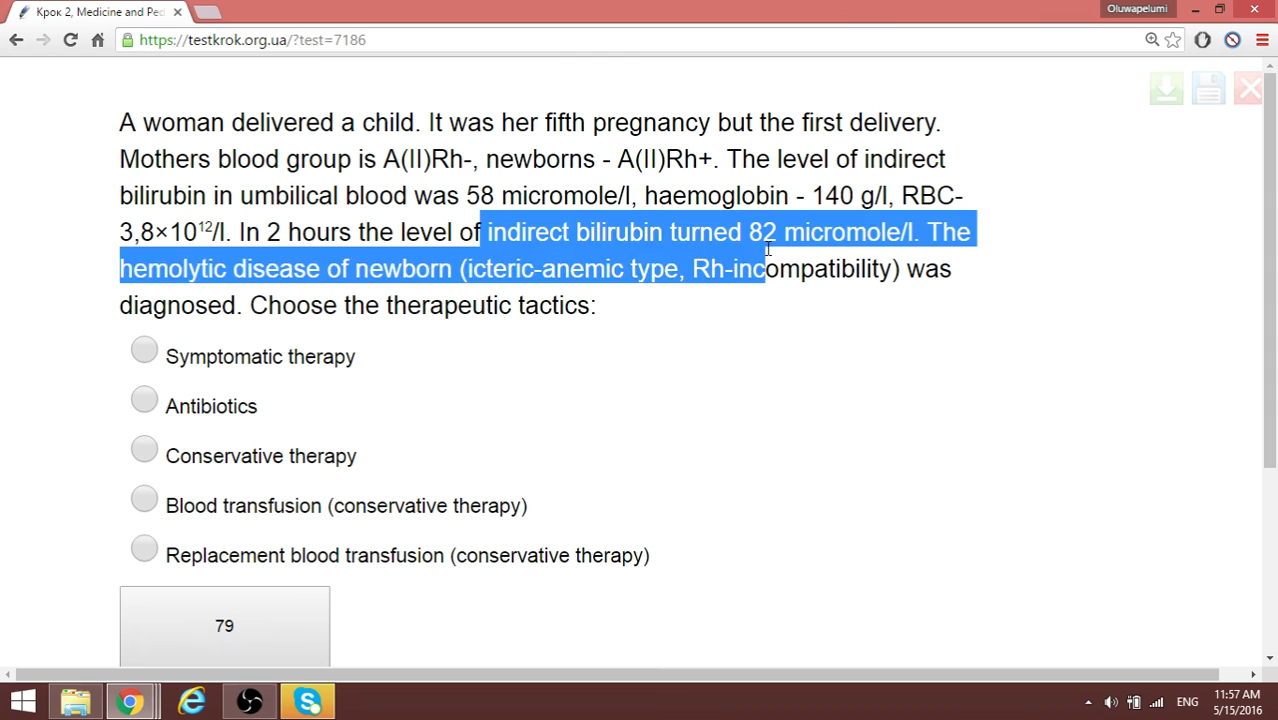 Крок 2, Medicine and Pe
Oluwapelumi
https://testkrok.org.ua/?test=7186
A woman delivered a child. It was her fifth pregnancy but the first delivery.
Mothers blood group is A(II)Rh-, newborns - A(II)Rh+. The level of indirect
bilirubin in umbilical blood was 58 micromole/l, haemoglobin - 140 g/l, RBC-
3,8×10¹²/l. In 2 hours the level of indirect bilirubin turned 82 micromole/l. The
hemolytic disease of newborn (icteric-anemic type, Rh-incompatibility) was
diagnosed. Choose the therapeutic tactics:
Symptomatic therapy
Antibiotics
Conservative therapy
Blood transfusion (conservative therapy)
Replacement blood transfusion (conservative therapy)
79
ENG
11:57 AM
5/15/2016